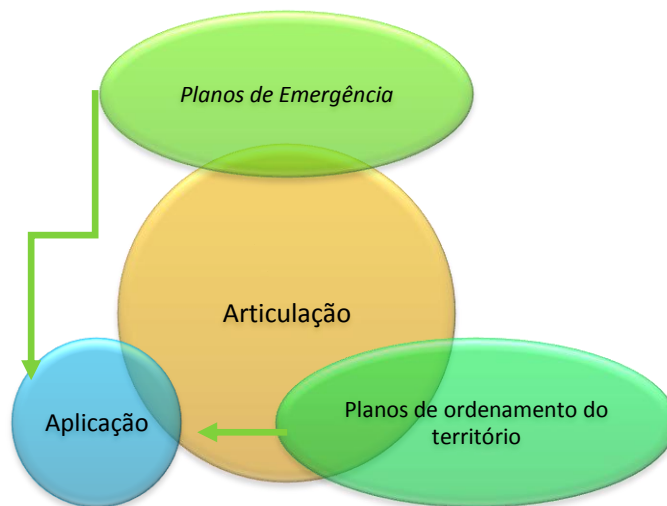 Planos de Emergência
Articulação
Aplicação
Planos de ordenamento do
território